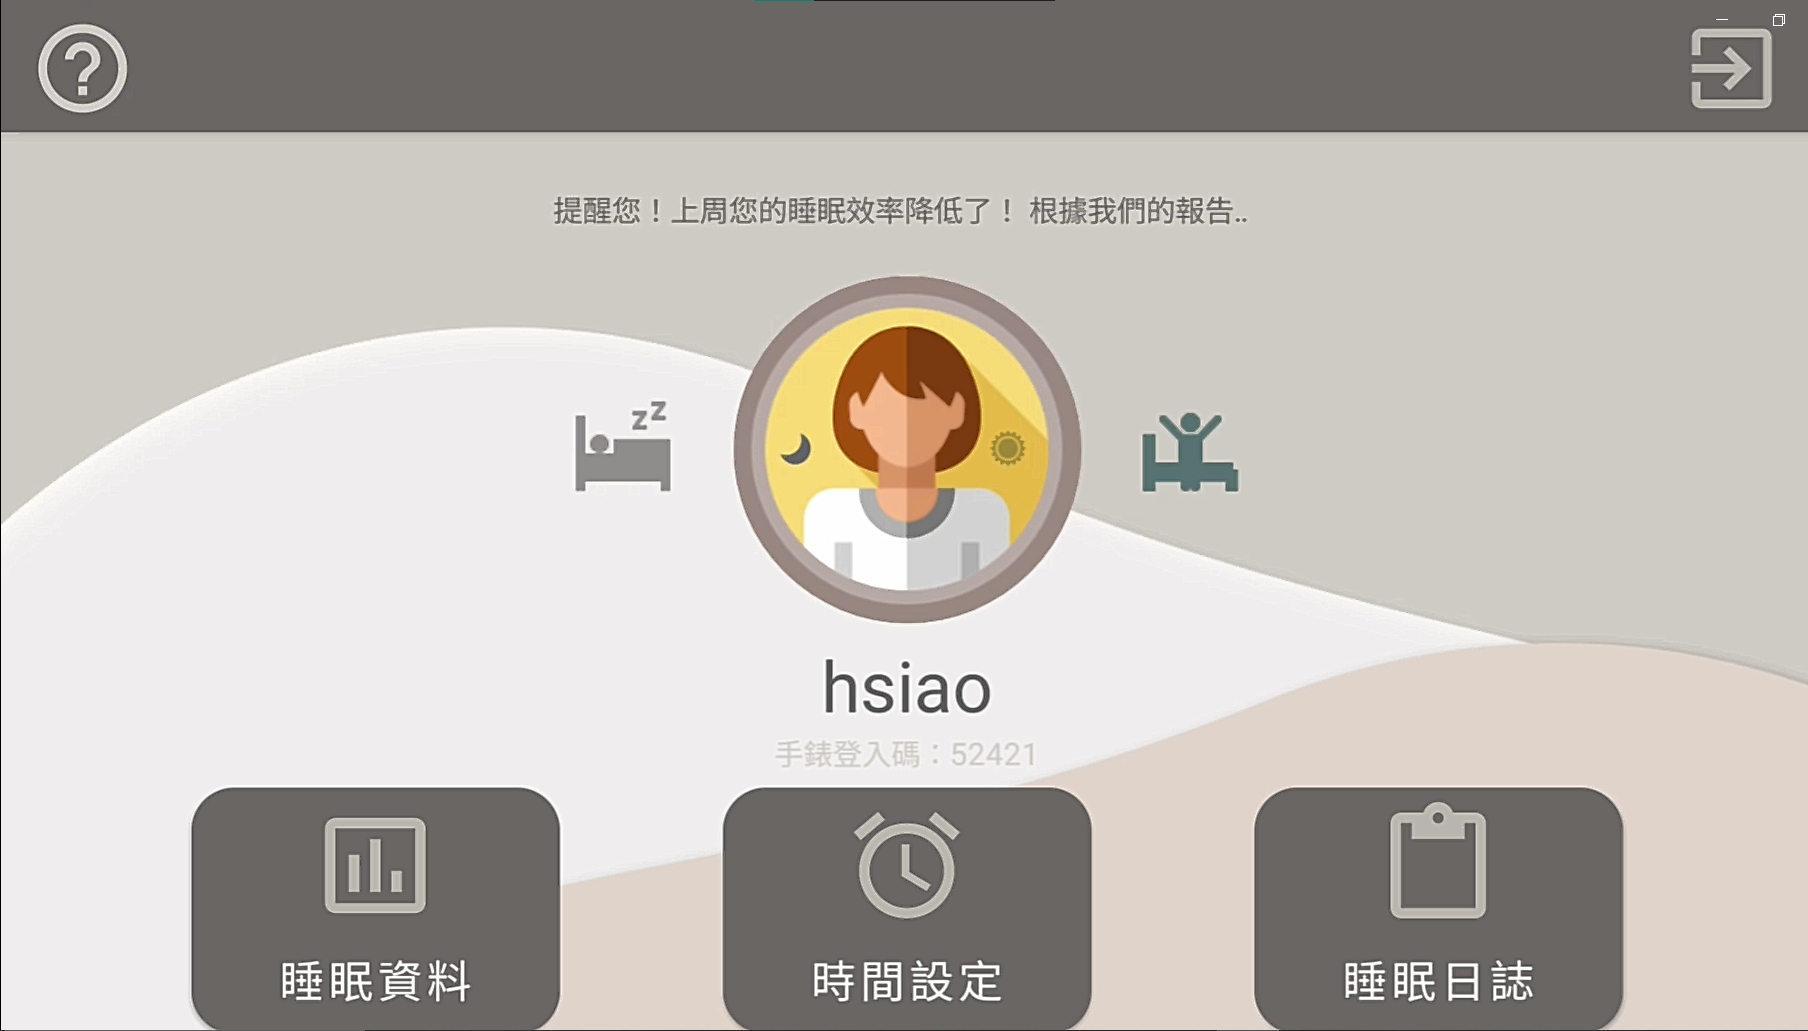 提醒您！上周您的睡眠效率降低了！ 根據我們的報告..
zz
hsiao
手錶登入碼：52421
睡眠資料
時間設定
睡眠日誌